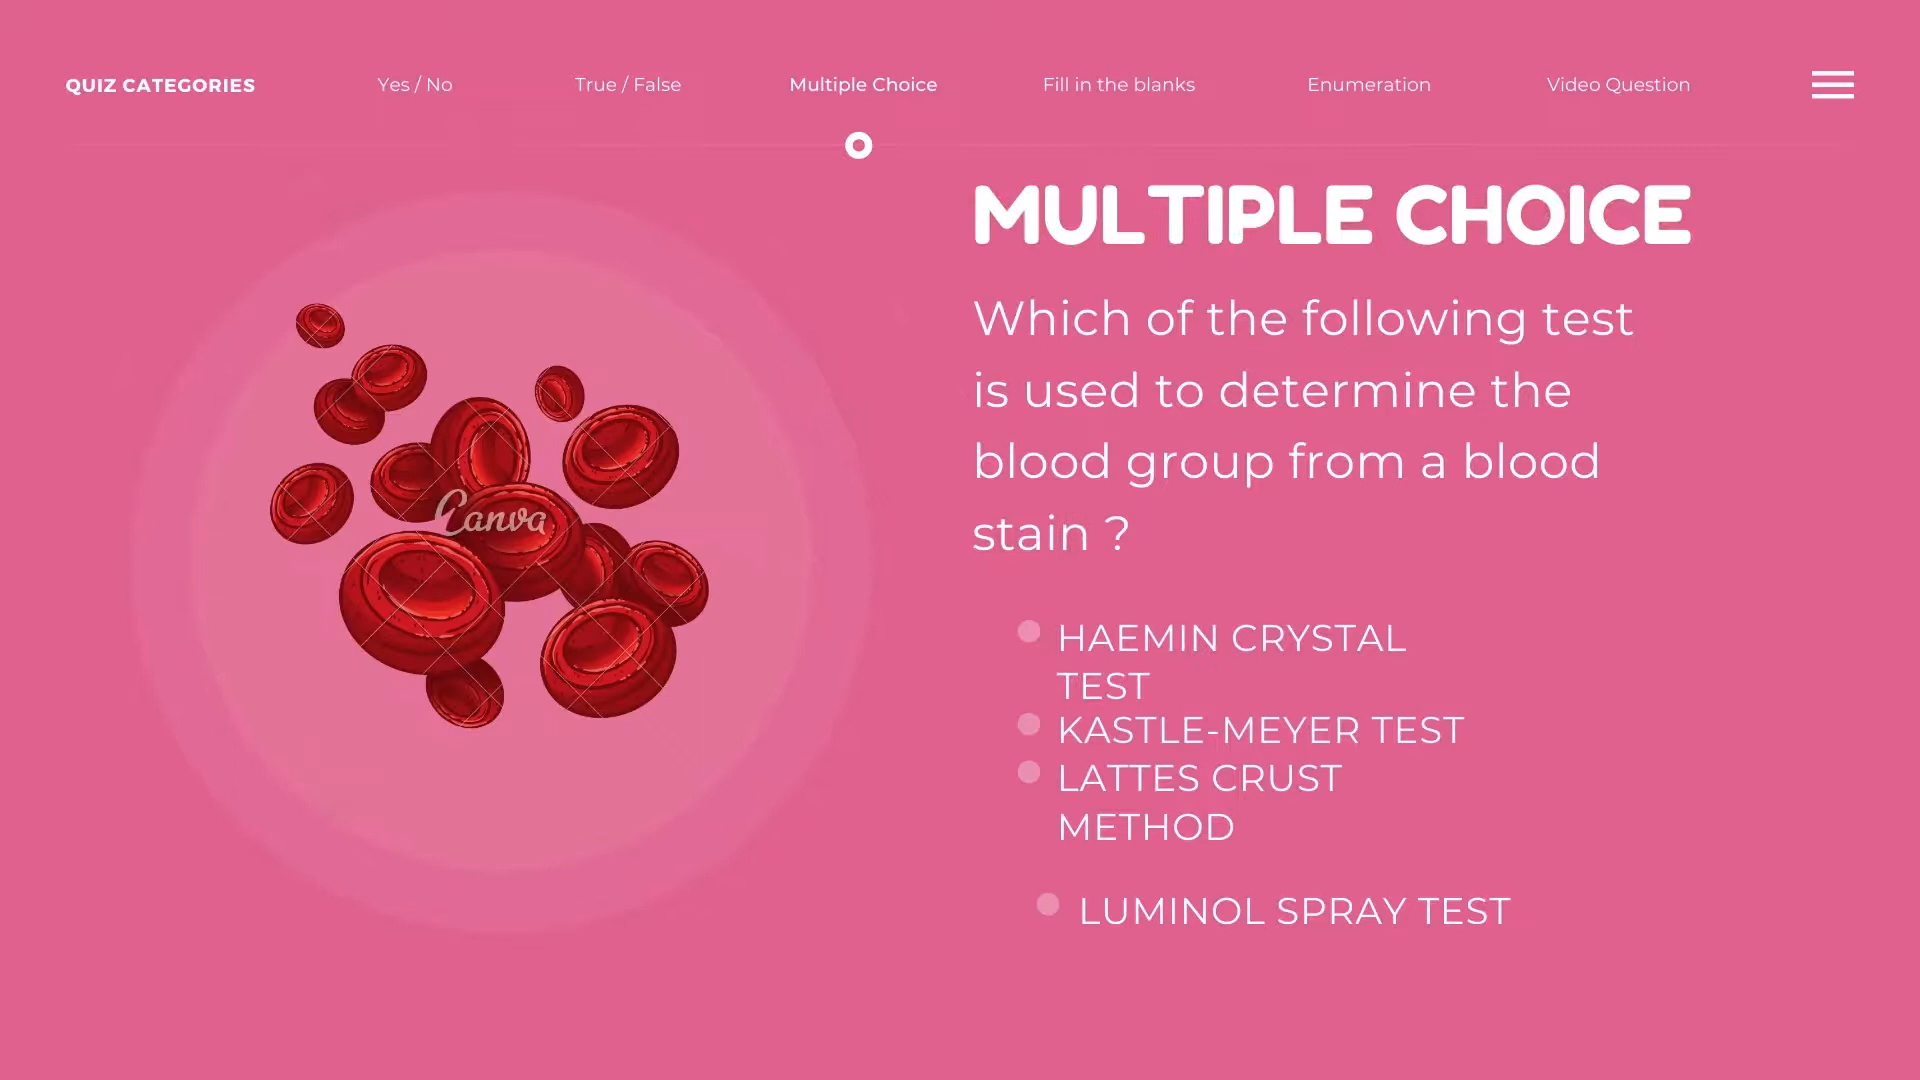 QUIZ CATEGORIES
Yes / No
True / False
Multiple Choice
Fill in the blanks
Enumeration
Video Question
MULTIPLE CHOICE
Which of the following test
is used to determine the
blood group from a blood
stain ?
HAEMIN CRYSTAL
TEST
KASTLE-MEYER TEST
LATTES CRUST
METHOD
LUMINOL SPRAY TEST
Canva